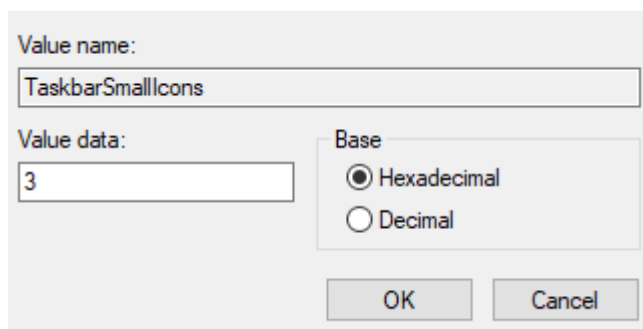 Value name:
TaskbarSmallIcons
Value data:
Base
3
Hexadecimal
Decimal
OK
Cancel